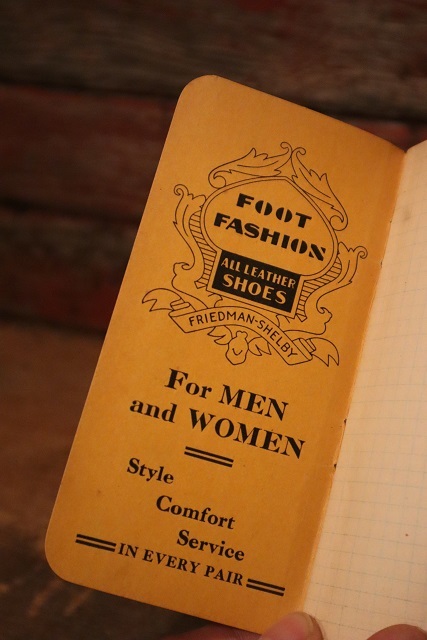 FOOT
FASHION
ALL LEATHER
SHOES
FRIEDMAN-SHELBY
For MEN
and WOMEN
Style
Comfort
Service
IN EVERY PAIR